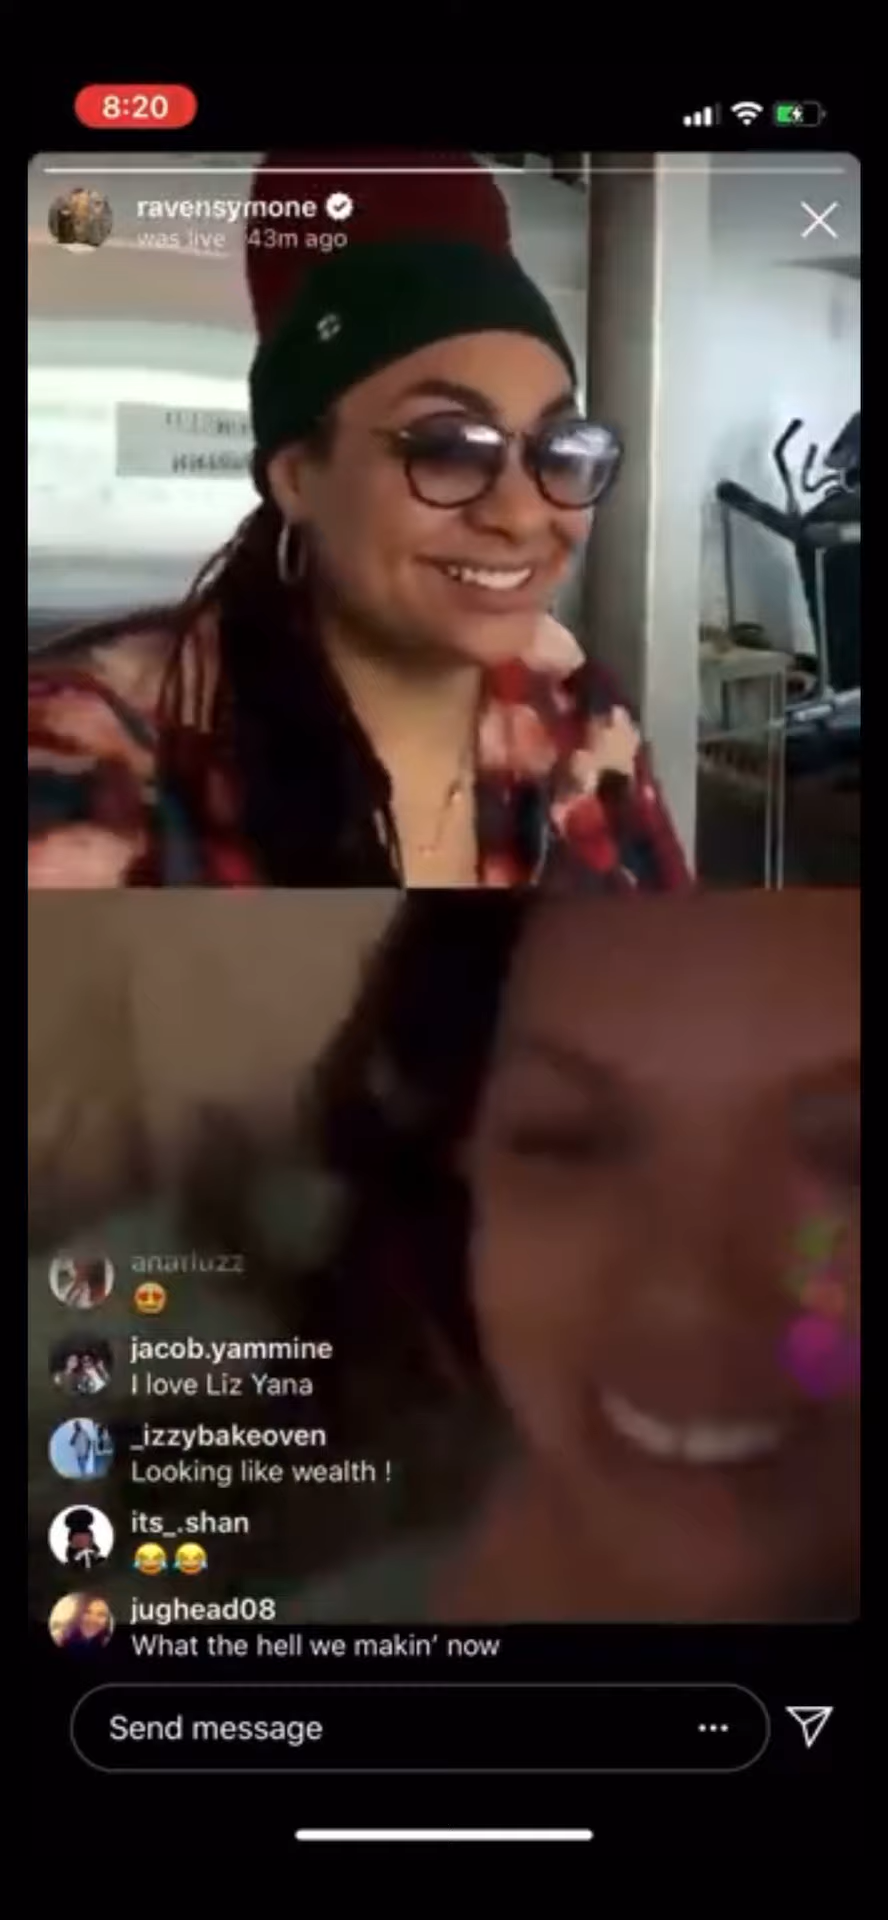 8:20
ravensymone
was live 43m ago
anariuzz
jacob.yammine
I love Liz Yana
_izzybakeoven
Looking like wealth !
its_.shan
😂😂
jughead08
What the hell we makin' now
Send message